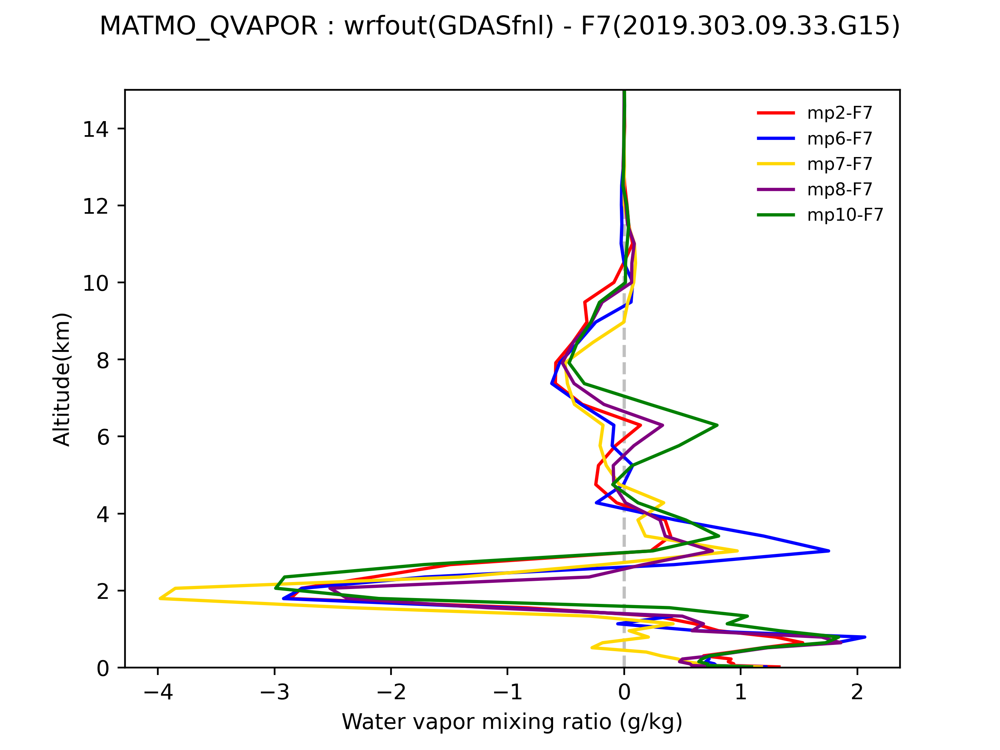 MATMO_QVAPOR : wrfout(GDASfnl) - F7(2019.303.09.33.G15)
mp2-F7
mp6-F7
mp7-F7
mp8-F7
mp10-F7
14
12
10
8
6
4
2
0
Altitude(km)
−4 −3 −2 −1 0 1 2
Water vapor mixing ratio (g/kg)